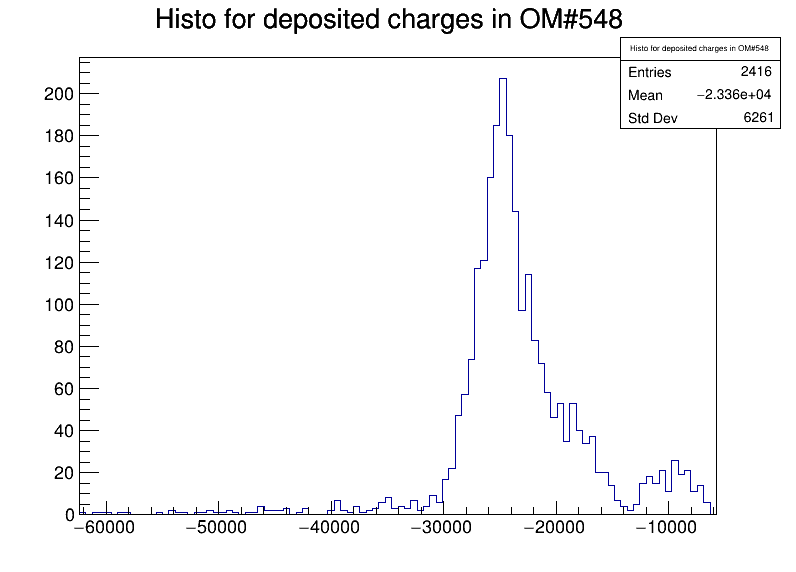 Histo for deposited charges in OM#548
Histo for deposited charges in OM#548
Entries 2416
Mean −2.336e+04
Std Dev 6261
200
180
160
140
120
100
80
60
40
20
0
−60000 −50000 −40000 −30000 −20000 −10000